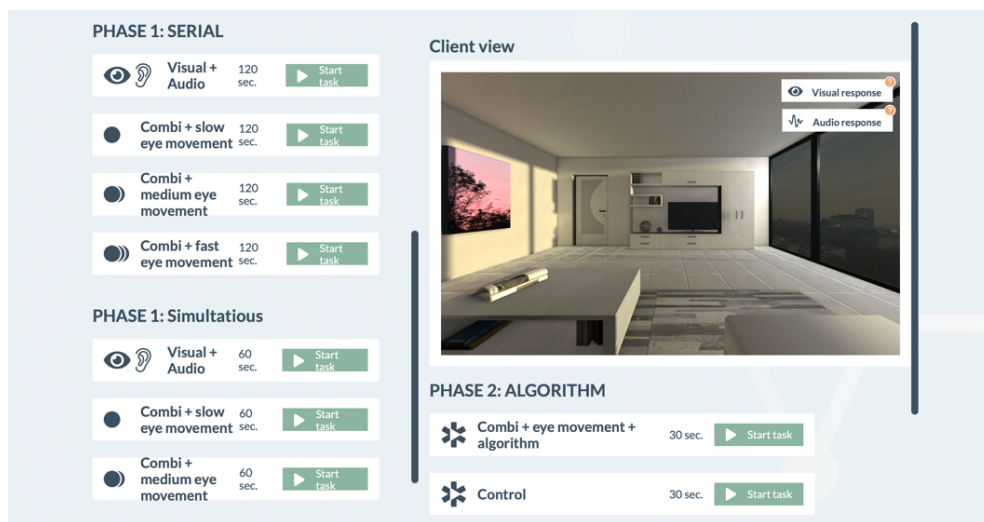 PHASE 1: SERIAL
Visual +
Audio
120
sec.
Start
task
Combi + slow
eye movement
120
sec.
Start
task
Combi +
medium eye
movement
120
sec.
Start
task
Combi + fast
eye movement
120
sec.
Start
task
PHASE 1: Simultatious
Visual +
Audio
60
sec.
Start
task
Combi + slow
eye movement
60
sec.
Start
task
Combi +
medium eye
movement
60
sec.
Start
task
Client view
?
Visual response
?
Audio response
PHASE 2: ALGORITHM
Combi + eye movement +
algorithm
30 sec.
Start task
Control
30 sec.
Start task